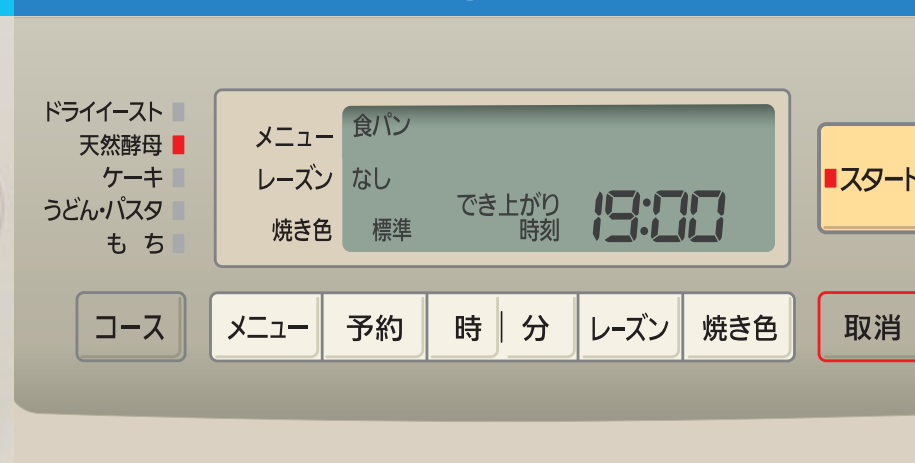 ドライイースト
天然酵母
ケーキ
うどん・パスタ
も ち
メニュー 食パン
レーズン なし
焼き色 標準
でき上がり
時刻
19:00
スタート
コース
メニュー
予約
時 | 分
レーズン
焼き色
取消